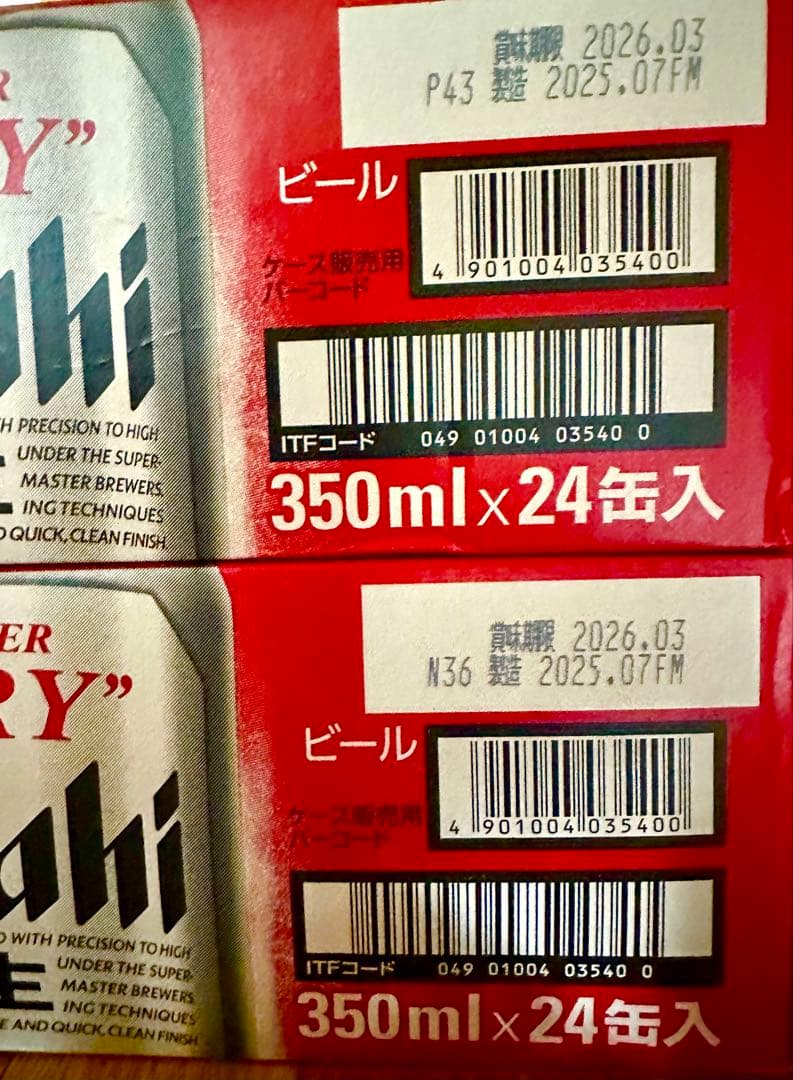 賞味期限 2026.03
P43 製造 2025.07FM
R
Y”
ビール
4 901004 035400
ケース販売用
バーコード
hi
H PRECISION TO HIGH
UNDER THE SUPER-
MASTER BREWERS,
ING TECHNIQUES
D QUICK, CLEAN FINISH.
ITFコード 049 01004 03540 0
350ml×24缶入
賞味期限 2026.03
N36 製造 2025.07FM
ER
RY”
ビール
4 901004 035400
ケース販売用
バーコード
ahi
D WITH PRECISION TO HIGH
UNDER THE SUPER-
MASTER BREWERS,
ING TECHNIQUES
E AND QUICK, CLEAN FINISH.
生
ITFコード 049 01004 03540 0
350ml×24缶入